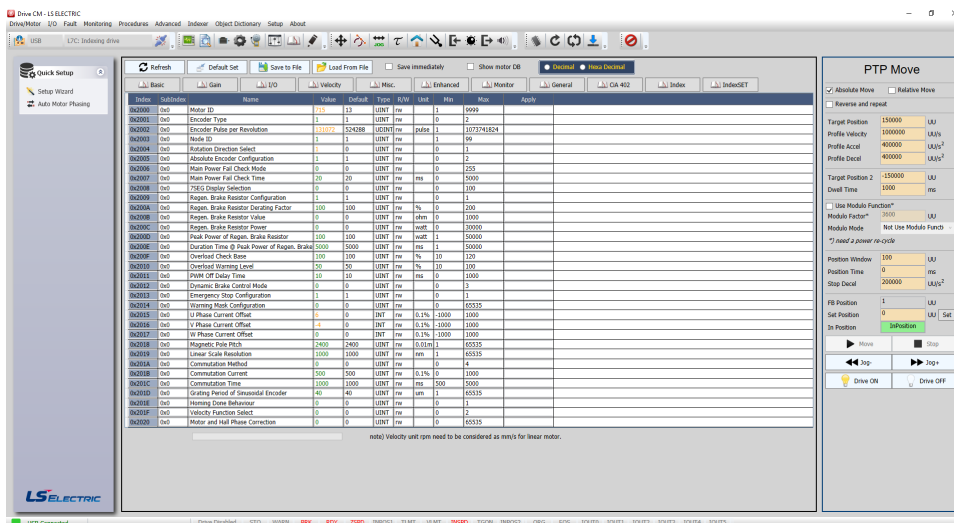 Drive CM - LS ELECTRIC
Drive/Motor I/O Fault Monitoring Procedures Advanced Indexer Object Dictionary Setup About
USB L7C: Indexing drive
Quick Setup
Setup Wizard
Auto Motor Phasing
Refresh Default Set Save to File Load From File Save immediately Show motor DB Decimal Hexa Decimal
Basic Gain I/O Velocity Misc. Enhanced Monitor General CiA 402 Index IndexSET
Index SubIndex Name Value Default Type R/W Unit Min Max Apply
0x2000 0x0 Motor ID 715 13 UINT rw 1 9999
0x2001 0x0 Encoder Type 1 1 UINT rw 0 2
0x2002 0x0 Encoder Pulse per Revolution 131072 524288 UDINT rw pulse 1 1073741824
0x2003 0x0 Node ID 1 1 UINT rw 1 99
0x2004 0x0 Rotation Direction Select 1 0 UINT rw 0 1
0x2005 0x0 Absolute Encoder Configuration 1 1 UINT rw 0 2
0x2006 0x0 Main Power Fail Check Mode 0 0 UINT rw 0 255
0x2007 0x0 Main Power Fail Check Time 20 20 UINT rw ms 0 5000
0x2008 0x0 7SEG Display Selection 0 0 UINT rw 0 100
0x2009 0x0 Regen. Brake Resistor Configuration 1 1 UINT rw 0 1
0x200A 0x0 Regen. Brake Resistor Derating Factor 100 100 UINT rw % 0 200
0x200B 0x0 Regen. Brake Resistor Value 0 0 UINT rw ohm 0 1000
0x200C 0x0 Regen. Brake Resistor Power 0 0 UINT rw watt 0 30000
0x200D 0x0 Peak Power of Regen. Brake Resistor 100 100 UINT rw watt 1 50000
0x200E 0x0 Duration Time @ Peak Power of Regen. Brake 5000 5000 UINT rw ms 1 50000
0x200F 0x0 Overload Check Base 100 100 UINT rw % 10 120
0x2010 0x0 Overload Warning Level 50 50 UINT rw % 10 100
0x2011 0x0 PWM Off Delay Time 10 10 UINT rw ms 0 1000
0x2012 0x0 Dynamic Brake Control Mode 0 0 UINT rw 0 3
0x2013 0x0 Emergency Stop Configuration 1 1 UINT rw 0 1
0x2014 0x0 Warning Mask Configuration 0 0 UINT rw 0 65535
0x2015 0x0 U Phase Current Offset 6 0 INT rw 0.1% -1000 1000
0x2016 0x0 V Phase Current Offset -4 0 INT rw 0.1% -1000 1000
0x2017 0x0 W Phase Current Offset 0 0 INT rw 0.1% -1000 1000
0x2018 0x0 Magnetic Pole Pitch 2400 2400 UINT rw 0.01m 1 65535
0x2019 0x0 Linear Scale Resolution 1000 1000 UINT rw nm 1 65535
0x201A 0x0 Commutation Method 0 0 UINT rw 0 4
0x201B 0x0 Commutation Current 500 500 UINT rw 0.1% 0 1000
0x201C 0x0 Commutation Time 1000 1000 UINT rw ms 500 5000
0x201D 0x0 Grating Period of Sinusoidal Encoder 40 40 UINT rw um 1 65535
0x201E 0x0 Homing Done Behaviour 0 0 UINT rw 0 1
0x201F 0x0 Velocity Function Select 0 0 UINT rw 0 2
0x2020 0x0 Motor and Hall Phase Correction 0 0 UINT rw 0 65535
note) Velocity unit rpm need to be considered as mm/s for linear motor.
PTP Move
Absolute Move Relative Move
Reverse and repeat
Target Position 150000 UU
Profile Velocity 1000000 UU/s
Profile Accel 400000 UU/s²
Profile Decel 400000 UU/s²
Target Position 2 -150000 UU
Dwell Time 1000 ms
Use Modulo Function*
Modulo Factor* 3600 UU
Modulo Mode Not Use Modulo Functi
*) need a power re-cycle
Position Window 100 UU
Position Time 0 ms
Stop Decel 200000 UU/s²
FB Position 1 UU
Set Position 0 UU Set
In Position InPosition
Move Stop
Jog- Jog+
Drive ON Drive OFF
LS ELECTRIC
USB Connected Drive Disabled STO WARN BRK RDY ZSPD INPOS1 TLMT VLMT INSPD TGON INPOS2 ORG EOS IOUT0 IOUT1 IOUT2 IOUT3 IOUT4 IOUT5